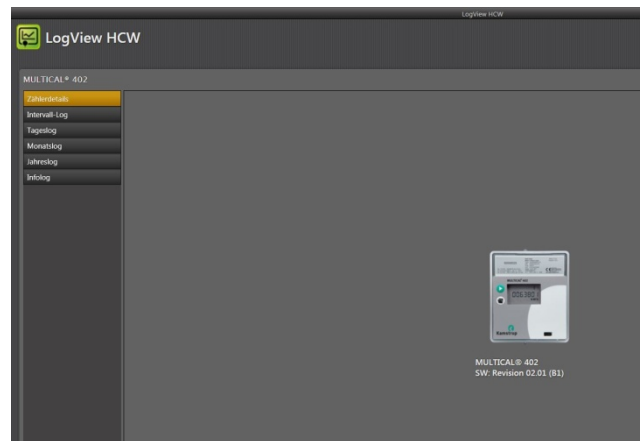 LogView HCW
LogView HCW
MULTICAL® 402
Zählerdetails
Intervall-Log
Tageslog
Monatslog
Jahreslog
Infolog
Kamstrup
MULTICAL® 402
SW: Revision 02.01 (B1)